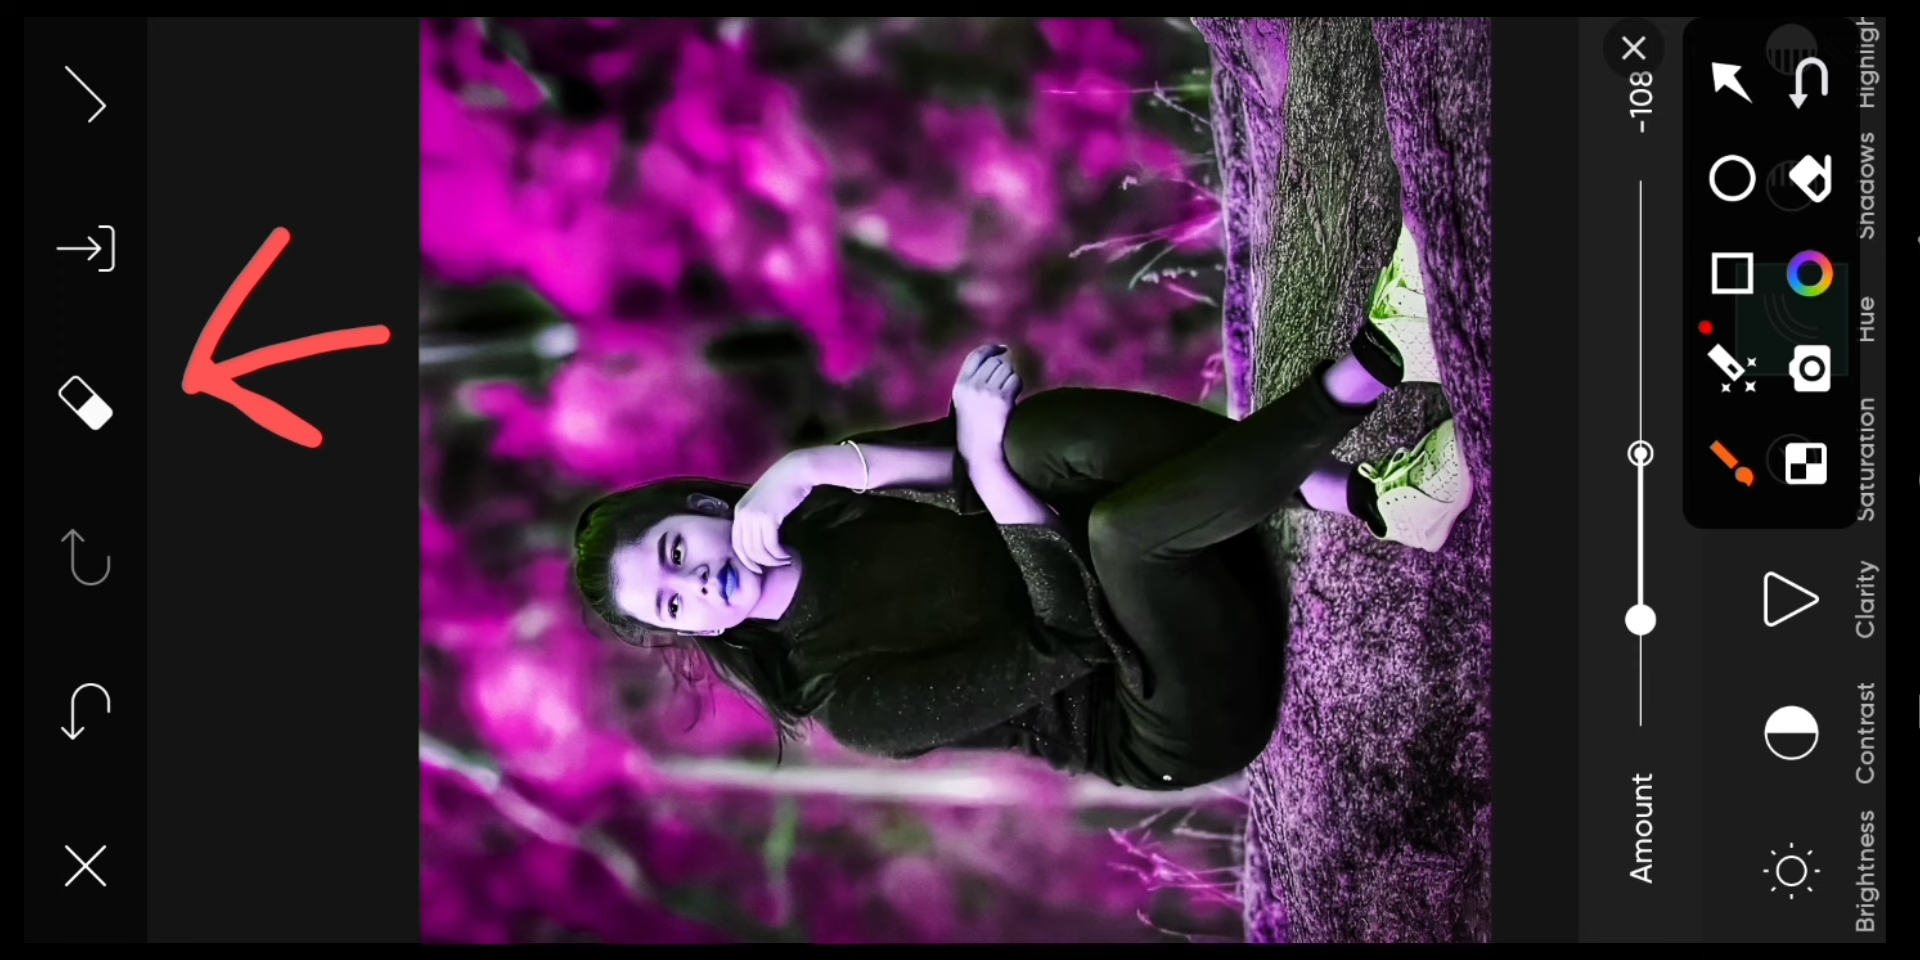 Amount
-108
Brightness
Contrast
Clarity
Saturation
Hue
Shadows
Highligh